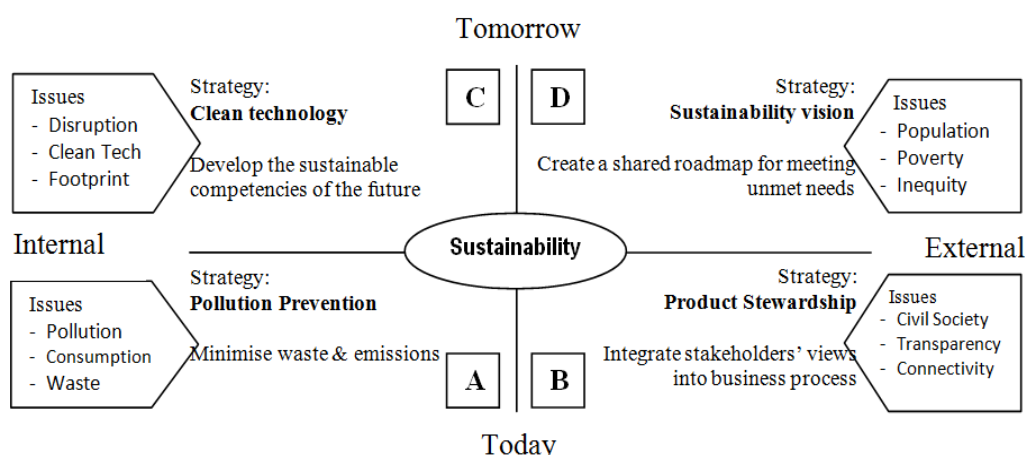 Tomorrow
Issues
- Disruption
- Clean Tech
- Footprint
Strategy:
Clean technology
Develop the sustainable
competencies of the future
C
D
Strategy:
Sustainability vision
Create a shared roadmap for meeting
unmet needs
Issues
- Population
- Poverty
- Inequity
Internal
Sustainability
External
Issues
- Pollution
- Consumption
- Waste
Strategy:
Pollution Prevention
Minimise waste & emissions
A
B
Strategy:
Product Stewardship
Integrate stakeholders' views
into business process
Issues
- Civil Society
- Transparency
- Connectivity
Today